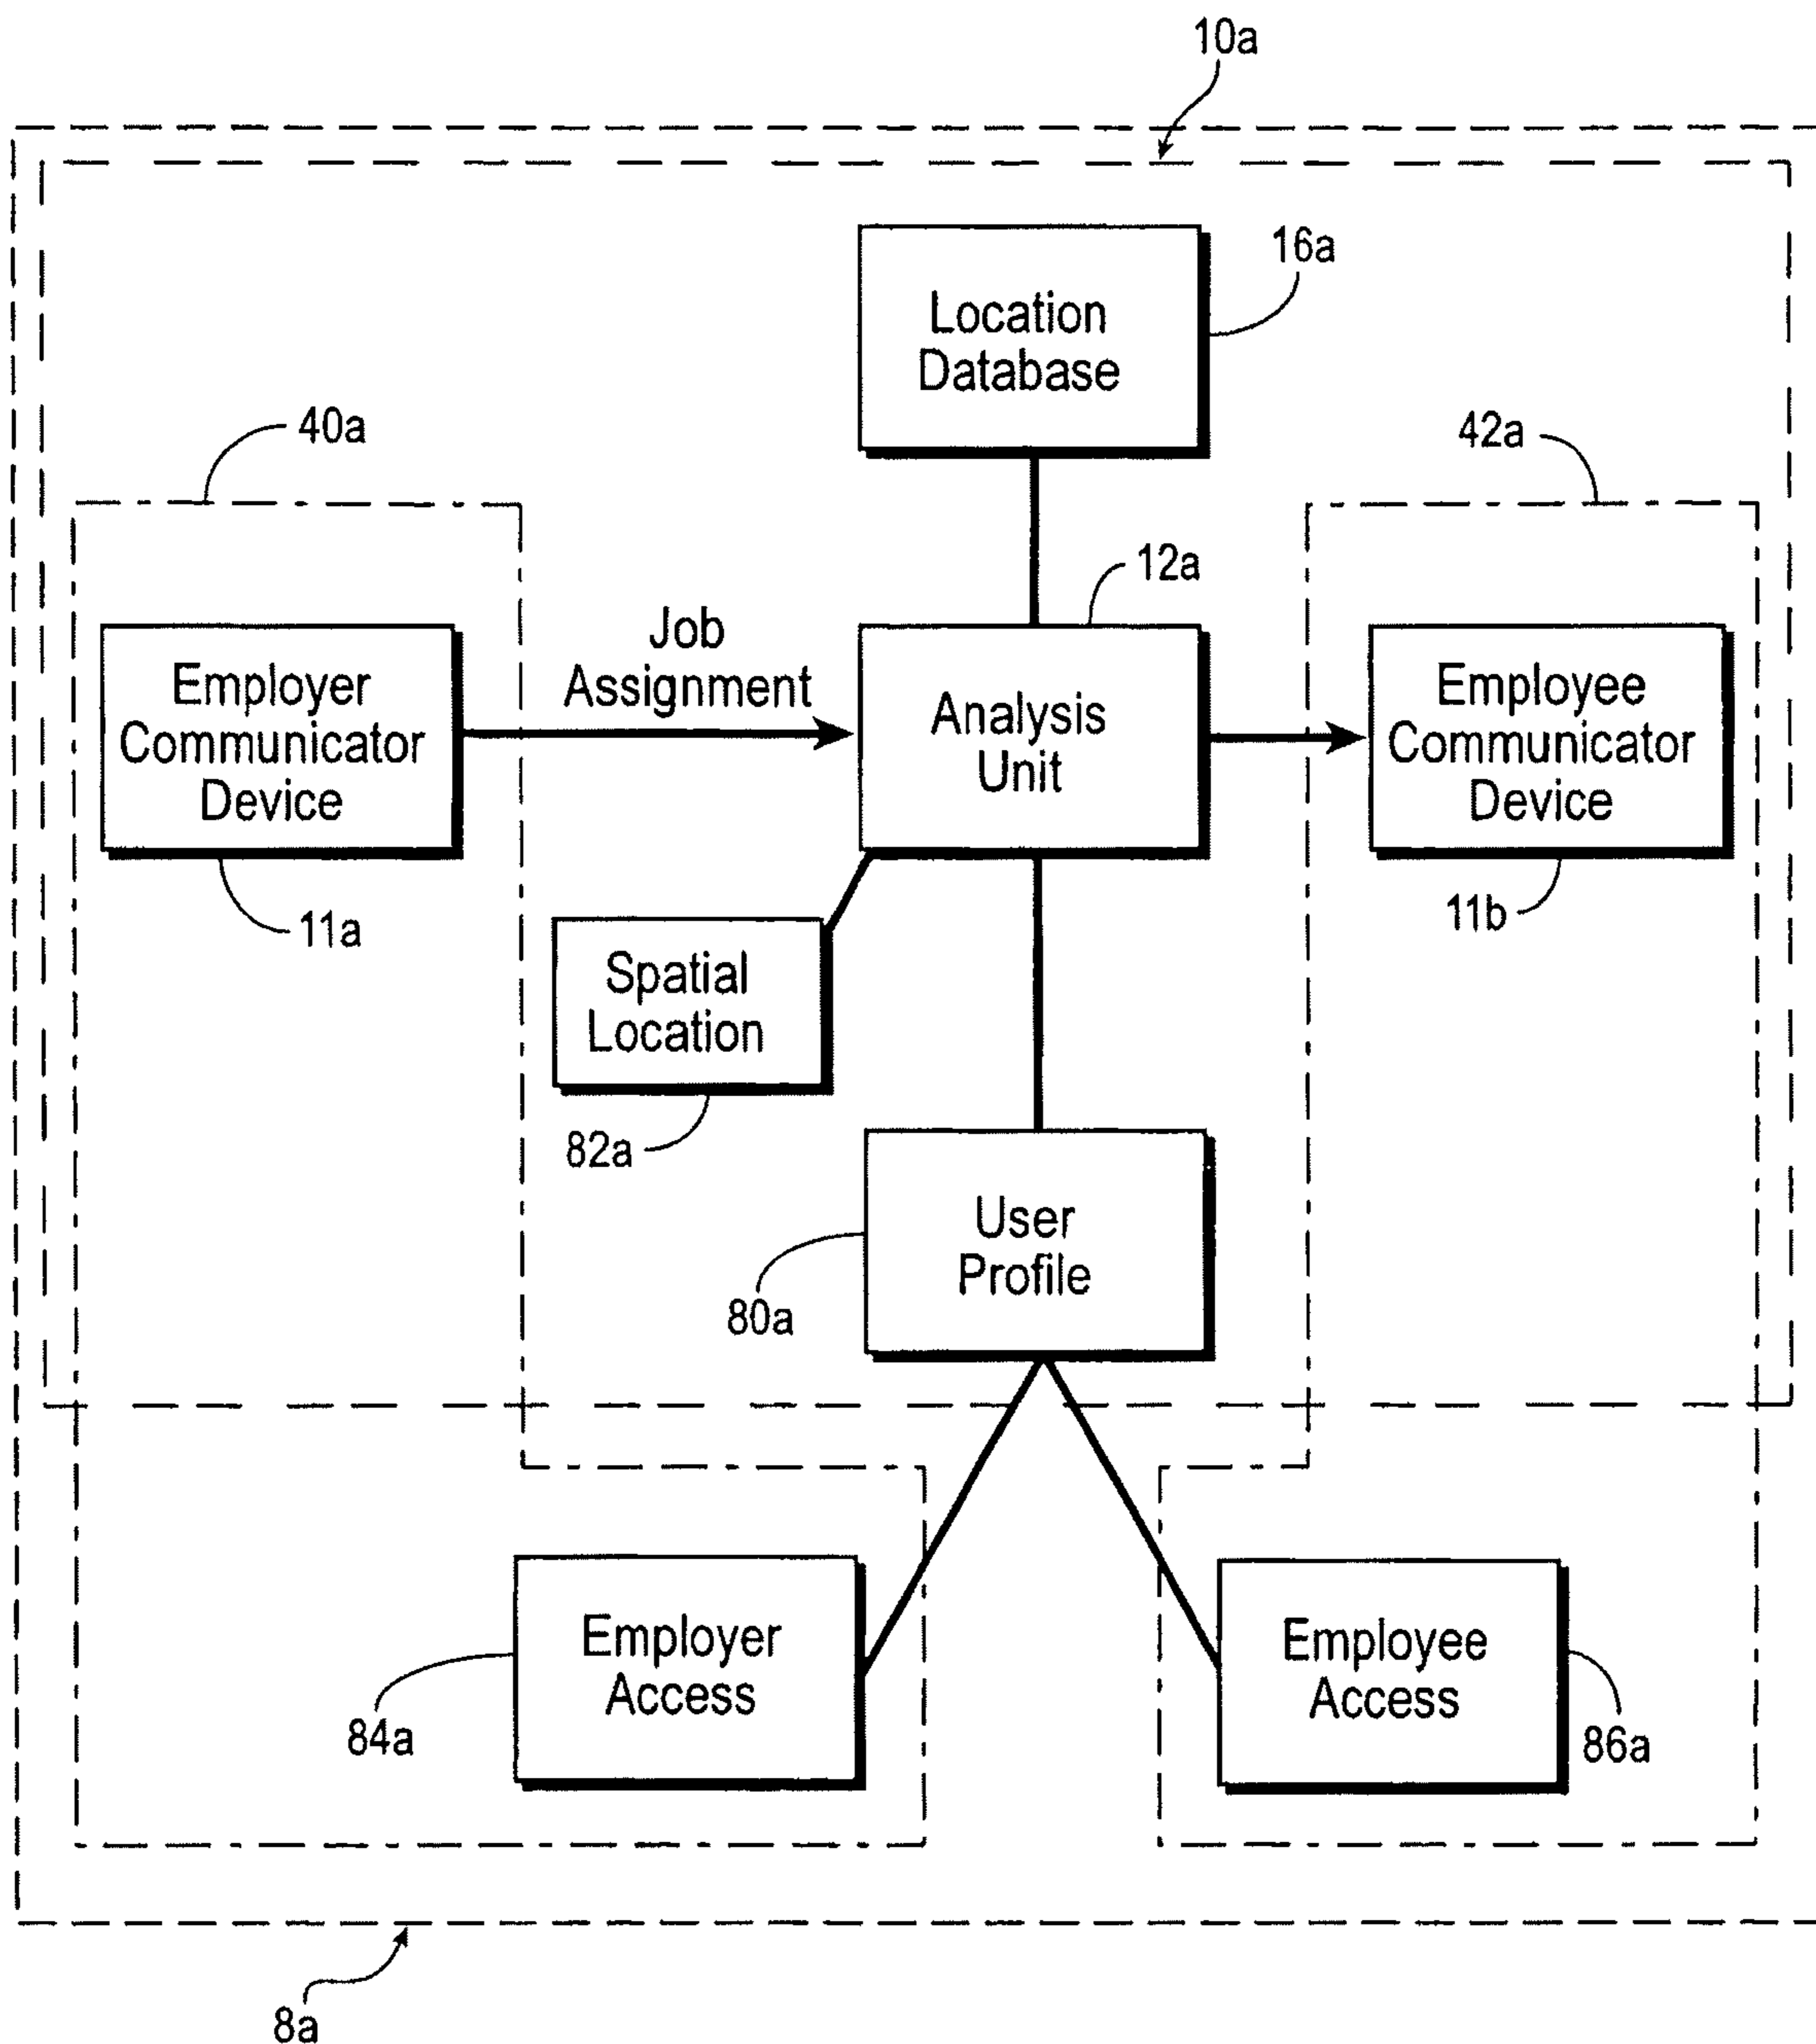 10a
Location
Database
16a
40a
42a
12a
Employer
Communicator
Device
Job
Assignment
Analysis
Unit
Employee
Communicator
Device
11a
11b
Spatial
Location
82a
User
Profile
80a
Employer
Access
84a
Employee
Access
86a
8a